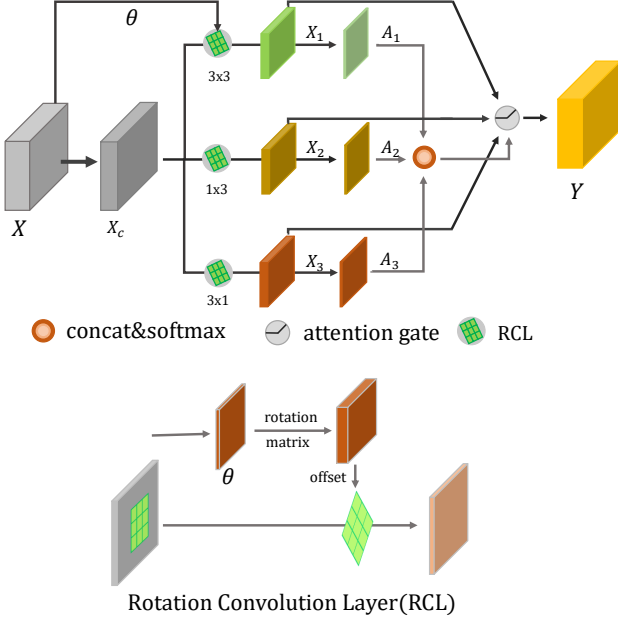 θ
3x3
X₁
A₁
1x3
X₂
A₂
X
X_c
Y
3x1
X₃
A₃
concat&softmax
attention gate
RCL
θ
rotation
matrix
offset
Rotation Convolution Layer(RCL)